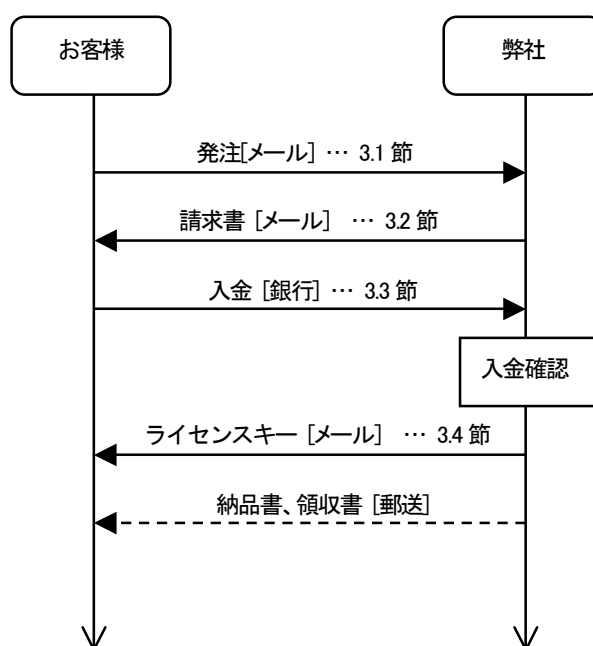 お客様
弊社
発注[メール] … 3.1 節
請求書 [メール] … 3.2 節
入金 [銀行] … 3.3 節
入金確認
ライセンスキー [メール] … 3.4 節
納品書、領収書 [郵送]